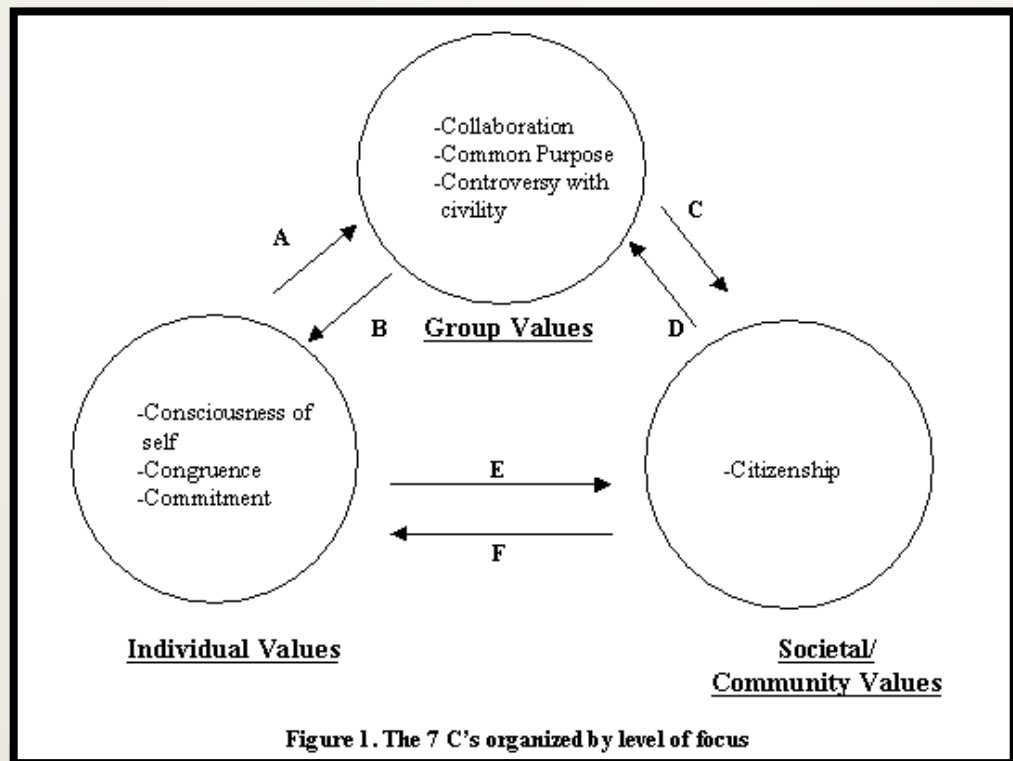 -Collaboration
-Common Purpose
-Controversy with
civility
A
C
B
Group Values
D
-Consciousness of
self
-Congruence
-Commitment
E
-Citizenship
F
Individual Values
Societal/
Community Values
Figure 1. The 7 C's organized by level of focus